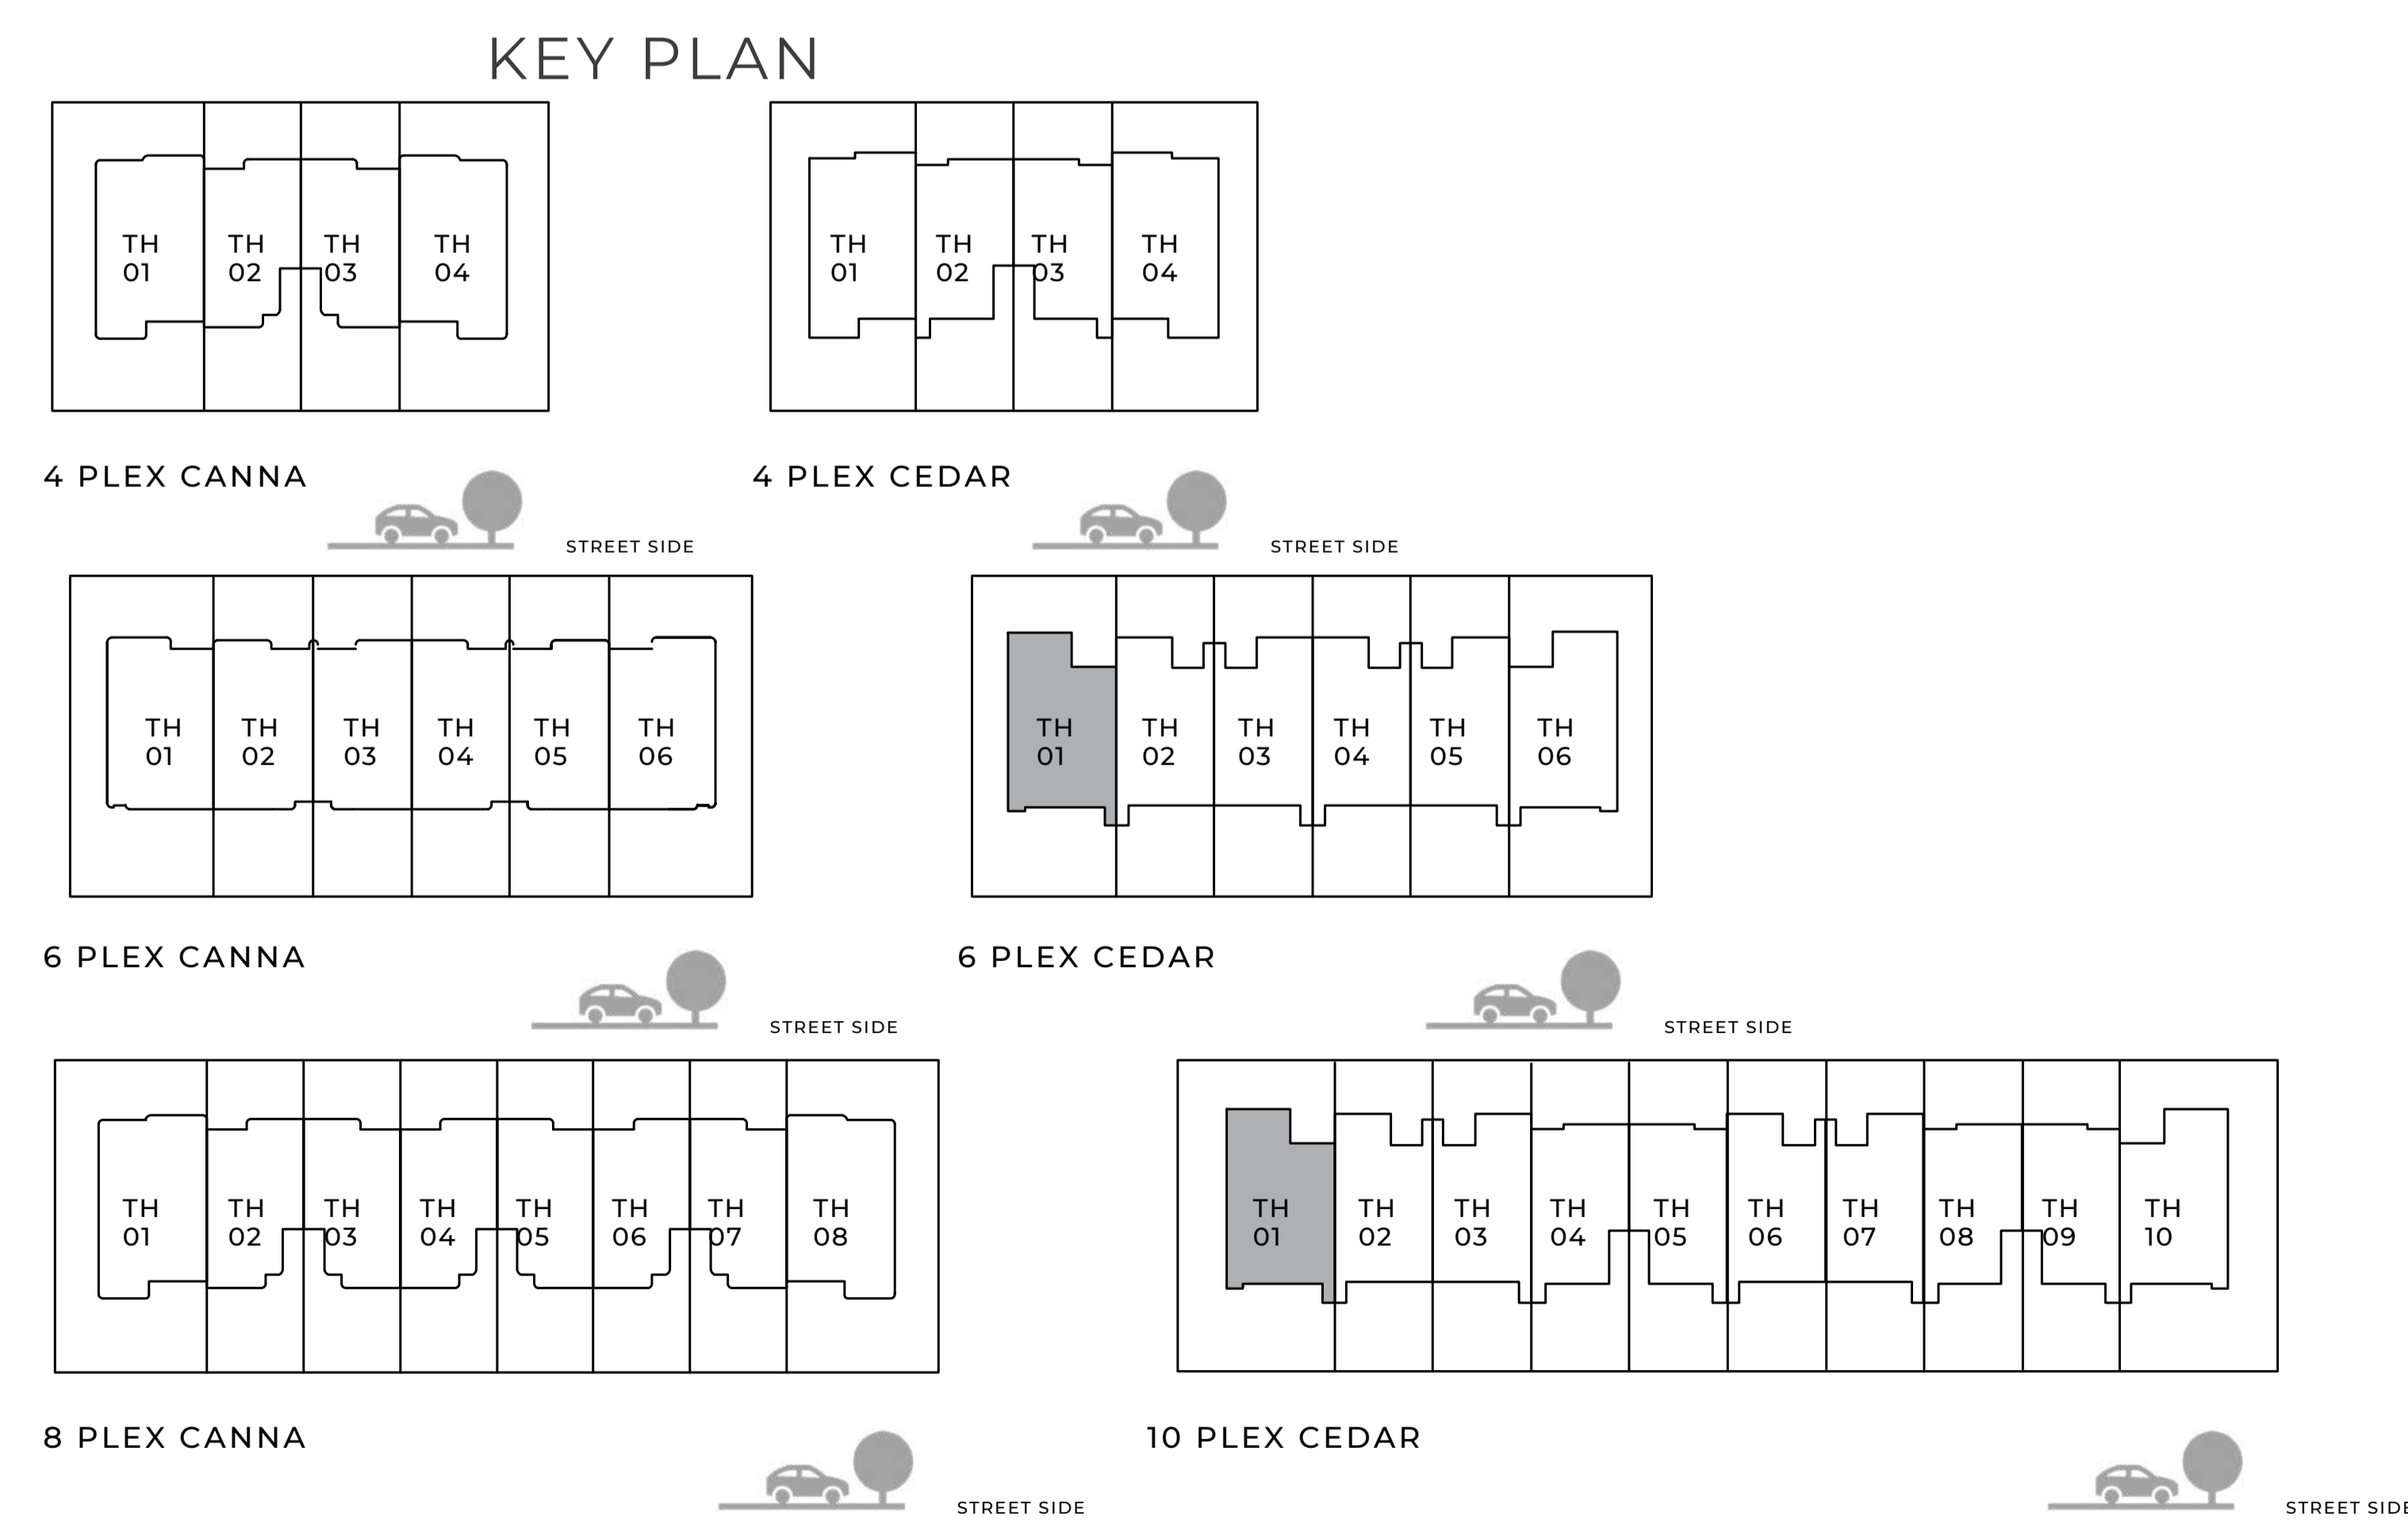 KEY PLAN
TH TH TH TH
01 02 03 04
TH TH TH TH
01 02 03 04
4 PLEX CANNA
STREET SIDE
4 PLEX CEDAR
STREET SIDE
TH TH TH TH TH TH
01 02 03 04 05 06
TH TH TH TH TH TH
01 02 03 04 05 06
6 PLEX CANNA
STREET SIDE
6 PLEX CEDAR
STREET SIDE
TH TH TH TH TH TH TH TH
01 02 03 04 05 06 07 08
TH TH TH TH TH TH TH TH TH TH
01 02 03 04 05 06 07 08 09 10
8 PLEX CANNA
STREET SIDE
10 PLEX CEDAR
STREET SIDE